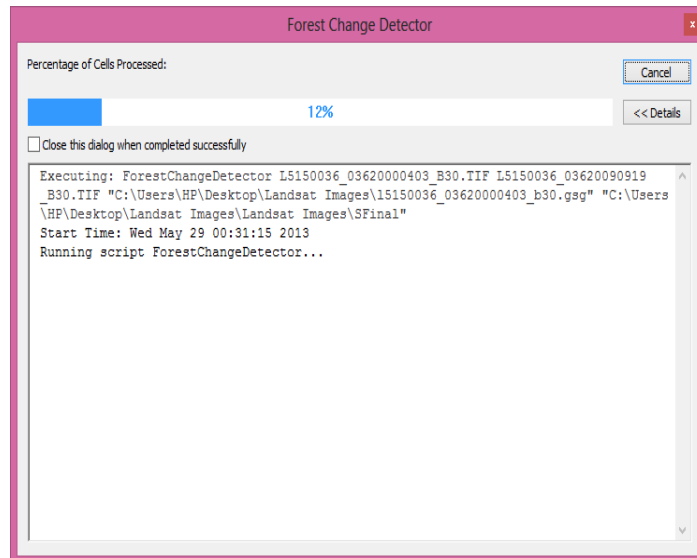 Forest Change Detector
x
Percentage of Cells Processed:
Cancel
12%
<< Details
Close this dialog when completed successfully
Executing: ForestChangeDetector L5150036_03620000403_B30.TIF L5150036_03620090919
_B30.TIF "C:\Users\HP\Desktop\Landsat Images\l5150036_03620000403_b30.gsg" "C:\Users
\HP\Desktop\Landsat Images\Landsat Images\SFinal"
Start Time: Wed May 29 00:31:15 2013
Running script ForestChangeDetector...